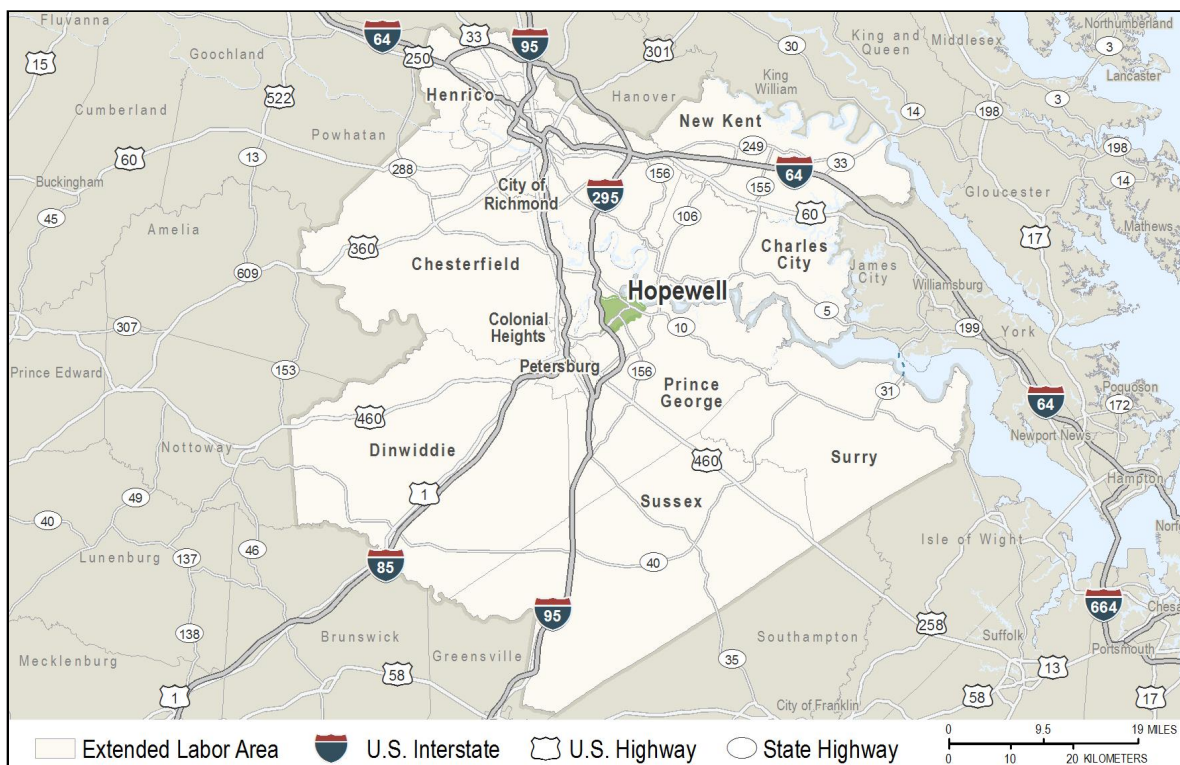 Fluvanna
Goochland
64
33
95
301
30
King and
Queen
Middlesex
Northumberland
3
Lancaster
15
250
522
Henrico
Hanover
King
William
14
198
3
Cumberland
Powhatan
New Kent
249
33
198
60
13
288
City of
Richmond
295
156
155
64
60
Gloucester
14
Buckingham
45
Amelia
106
17
Mathews
360
Chesterfield
Charles
City
James
City
609
Hopewell
Williamsburg
5
307
Colonial
Heights
10
199
York
Prince Edward
153
Petersburg
156
Prince
George
31
64
Poquoson
172
460
Nottoway
Dinwiddie
460
Surry
Newport News
Hampton
49
1
Sussex
40
Norf
Isle of Wight
Lunenburg
137
46
85
40
95
664
Chesa
138
Brunswick
Southampton
258
Suffolk
Portsmouth
Mecklenburg
Greensville
35
13
1
58
City of Franklin
58
17
Extended Labor Area
U.S. Interstate
U.S. Highway
State Highway
0 9.5 19 MILES
0 10 20 KILOMETERS